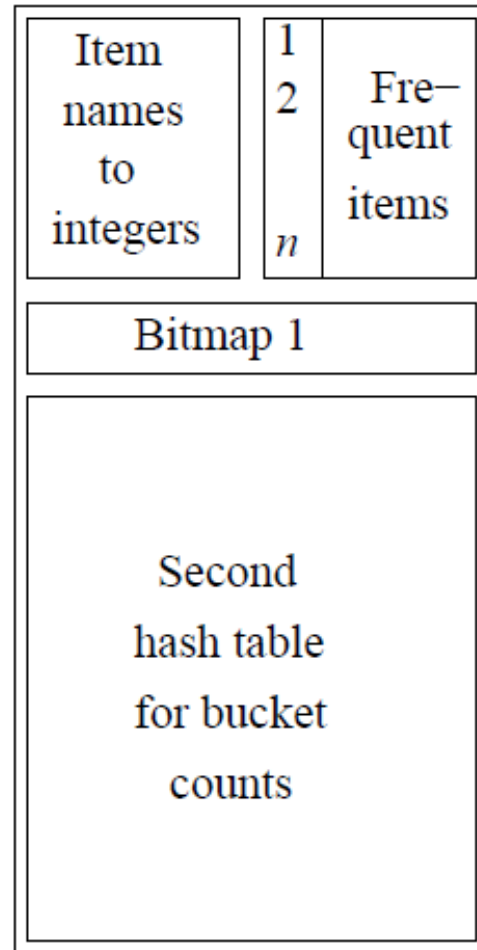 Item
names
to
integers
1
2
n
Fre−
quent
items
Bitmap 1
Second
hash table
for bucket
counts